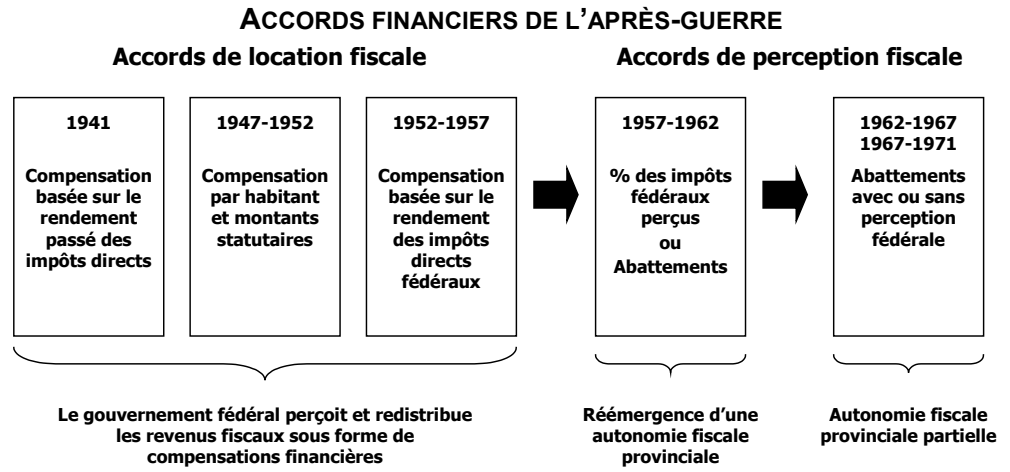 ACCORDS FINANCIERS DE L'APRÈS-GUERRE
Accords de location fiscale
Accords de perception fiscale
1941
Compensation
basée sur le
rendement
passé des
impôts directs
1947-1952
Compensation
par habitant
et montants
statutaires
1952-1957
Compensation
basée sur le
rendement
des impôts
directs
fédéraux
1957-1962
% des impôts
fédéraux
perçus
ou
Abattements
1962-1967
1967-1971
Abattements
avec ou sans
perception
fédérale
Le gouvernement fédéral perçoit et redistribue
les revenus fiscaux sous forme de
compensations financières
Réémergence d'une
autonomie fiscale
provinciale
Autonomie fiscale
provinciale partielle